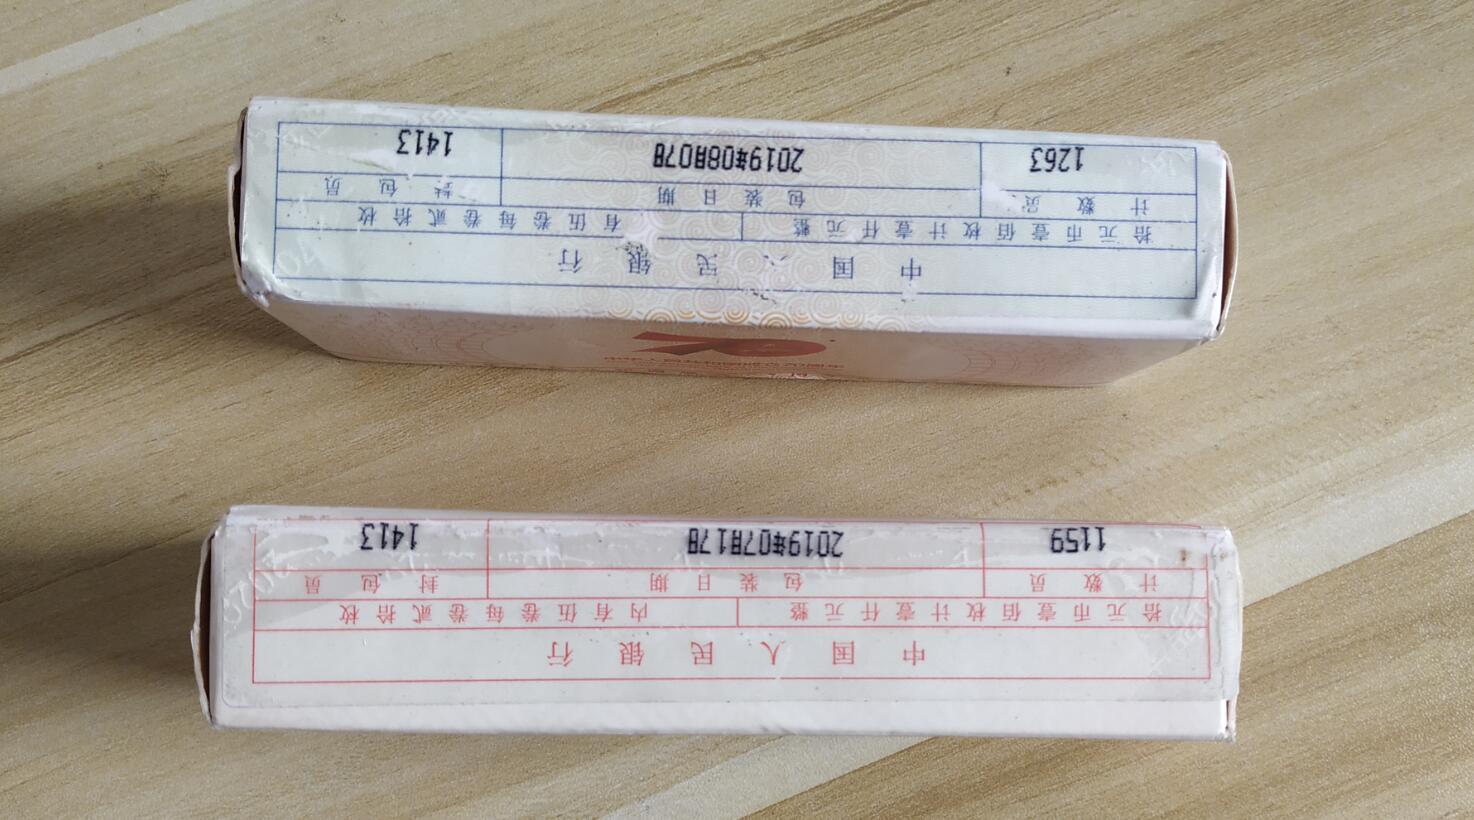 中国人民银行
拾元币壹佰枚计壹仟元整 有伍卷每卷贰拾枚
计数员 包装日期 封包员
1263 2019年08月07日 1413
70
中国人民银行
拾元币壹佰枚计壹仟元整 内有伍卷每卷贰拾枚
计数员 包装日期 封包员
1159 2019年07月17日 1413